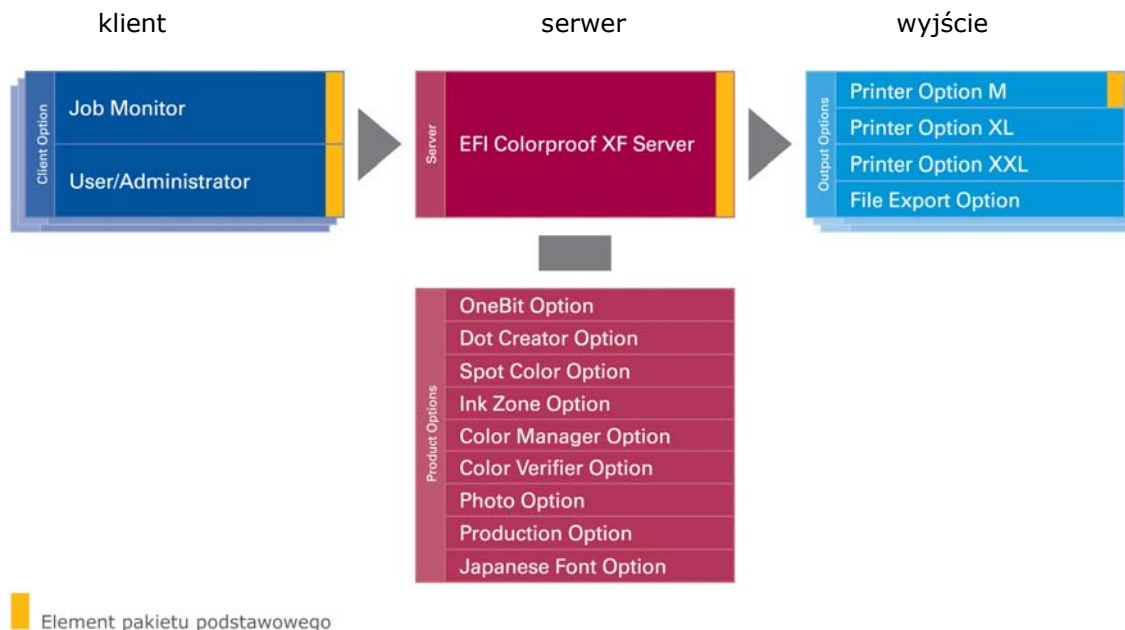 klient
serwer
wyjście
Client Option
Job Monitor
User/Administrator
Server
EFI Colorproof XF Server
Output Options
Printer Option M
Printer Option XL
Printer Option XXL
File Export Option
Product Options
OneBit Option
Dot Creator Option
Spot Color Option
Ink Zone Option
Color Manager Option
Color Verifier Option
Photo Option
Production Option
Japanese Font Option
Element pakietu podstawowego